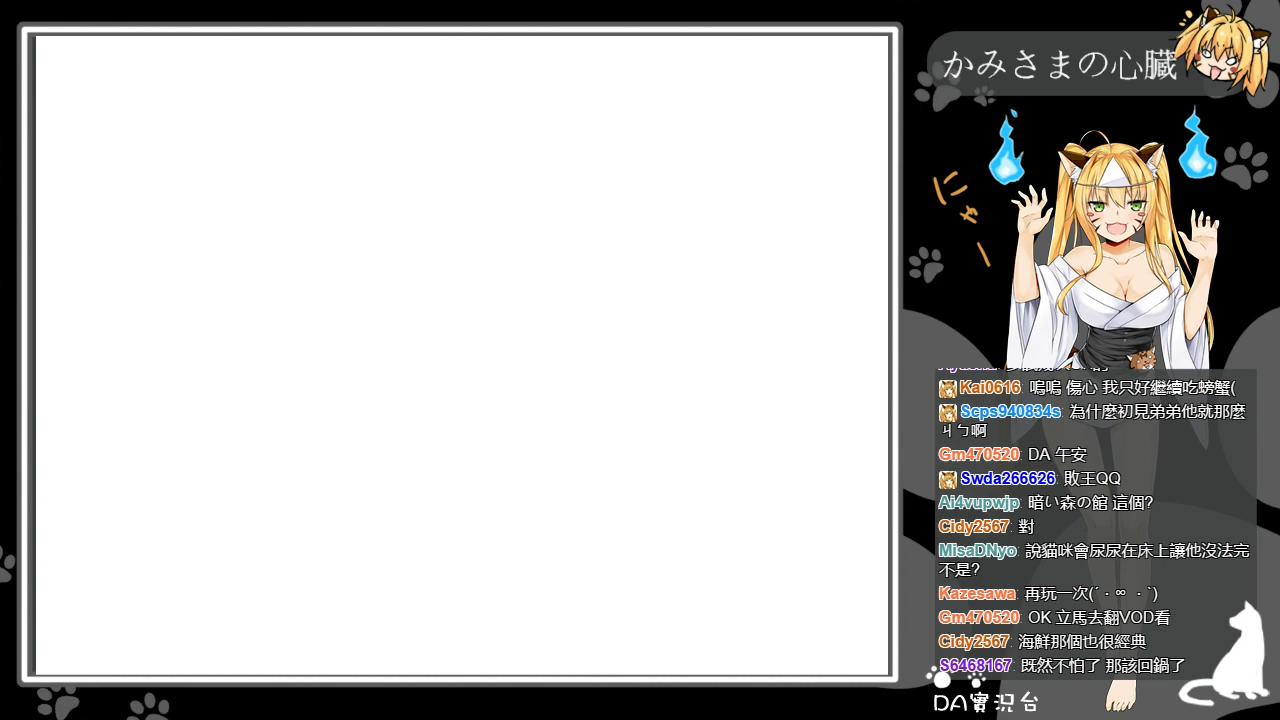 かみさまの心臓
にゃー
Kai0616: 嗚嗚 傷心 我只好繼續吃螃蟹(
Scps940834s: 為什麼初見弟弟他就那麼
ㄐㄅ啊
Gm470520: DA 午安
Swda266626: 敗王QQ
Ai4vupwjp: 暗い森の館 這個?
Cidy2567: 對
MisaDNyo: 說貓咪會尿尿在床上讓他沒法完
不是?
Kazesawa: 再玩一次(´・∞ ・`)
Gm470520: OK 立馬去翻VOD看
Cidy2567: 海鮮那個也很經典
S6468167: 既然不怕了 那該回鍋了
DA實況台